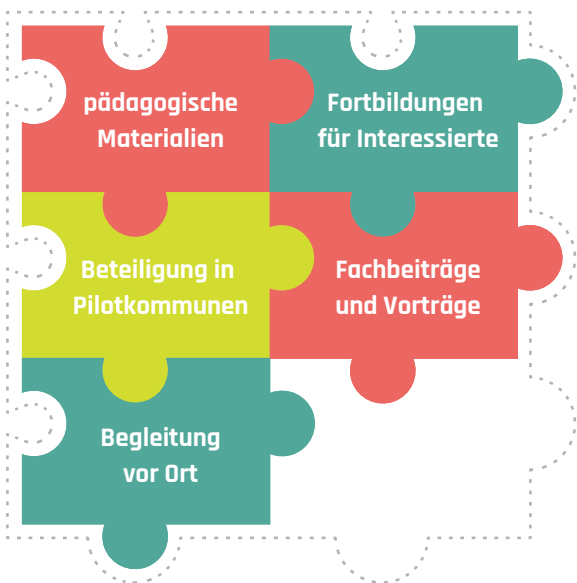 pädagogische
Materialien
Fortbildungen
für Interessierte
Beteiligung in
Pilotkommunen
Fachbeiträge
und Vorträge
Begleitung
vor Ort